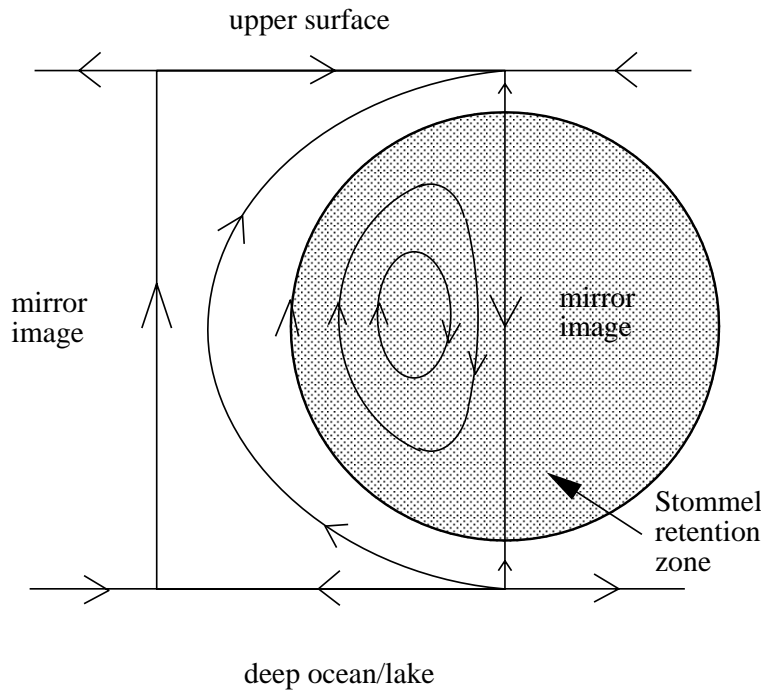 upper surface
mirror
image
mirror
image
Stommel
retention
zone
deep ocean/lake